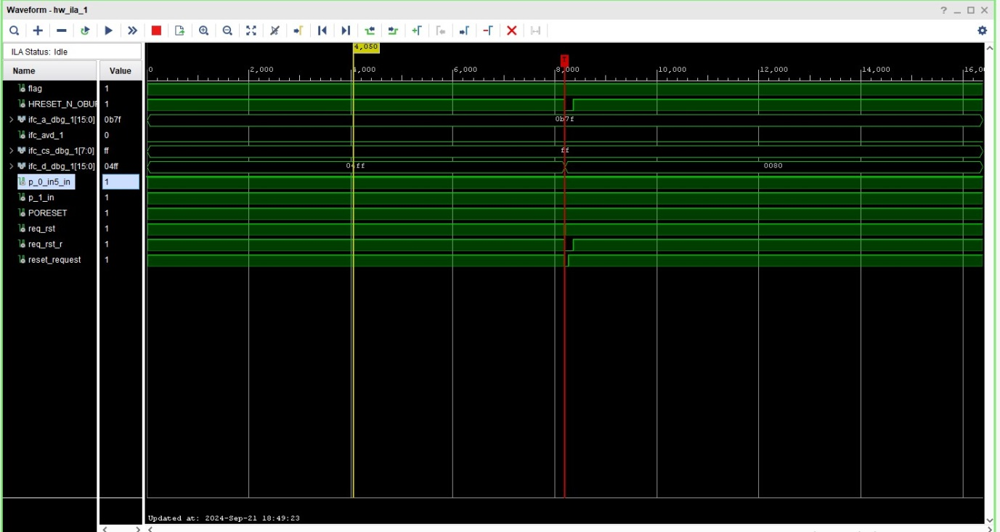 Waveform - hw_ila_1
ILA Status: Idle
4,050
Name Value
0 2,000 4,000 6,000 8,000 10,000 12,000 14,000 16,0
T
flag 1
HRESET_N_OBUF 1
ifc_a_dbg_1[15:0] 0b7f 0b7f
ifc_avd_1 0
ifc_cs_dbg_1[7:0] ff ff
ifc_d_dbg_1[15:0] 04ff 04ff 0080
p_0_in5_in 1
p_1_in 1
PORESET 1
req_rst 1
req_rst_r 1
reset_request 1
Updated at: 2024-Sep-21 18:49:23